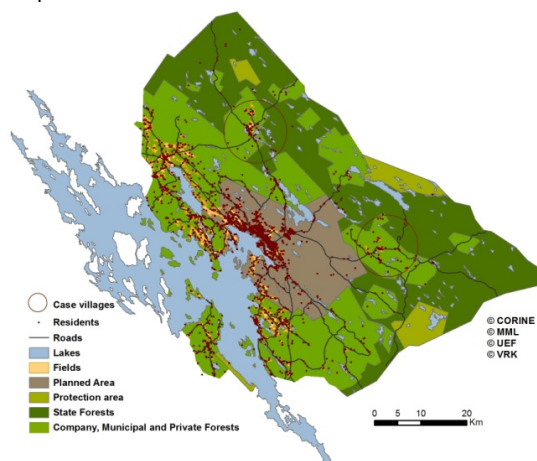 Case villages
Residents
Roads
Lakes
Fields
Planned Area
Protection area
State Forests
Company, Municipal and Private Forests
© CORINE
© MML
© UEF
© VRK
0 5 10 20
Km